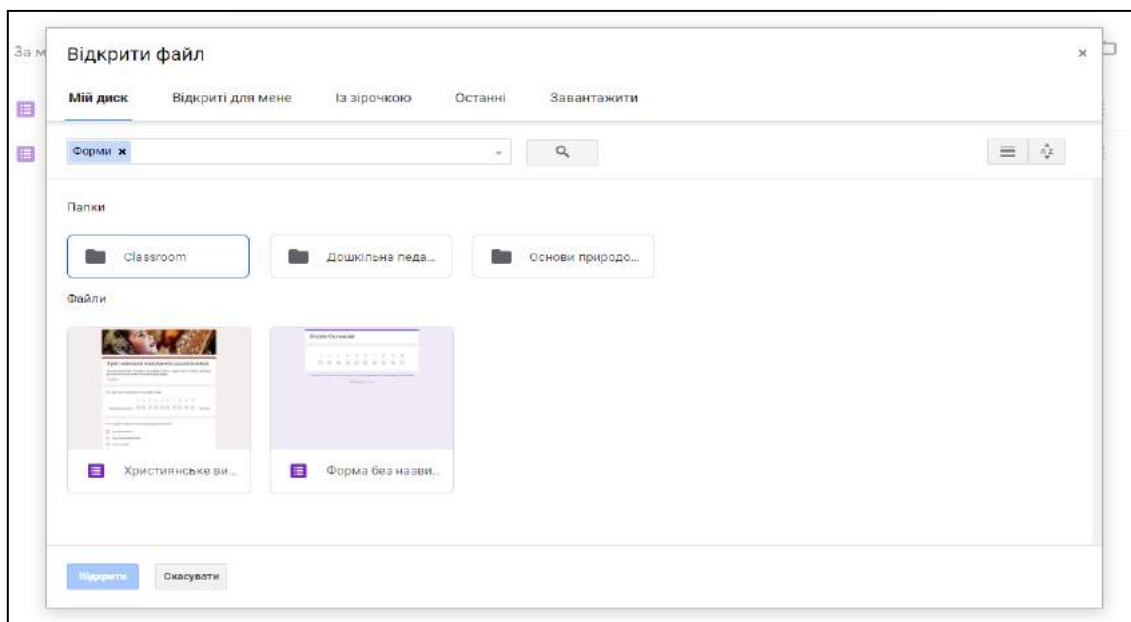 За м
Відкрити файл
Мій диск Відкриті для мене Із зірочкою Останні Завантажити
Форми
Папки
Classroom Дошкільна педа... Основи природо...
Файли
Християнське ви... Форма без назви...
Відкрити Скасувати